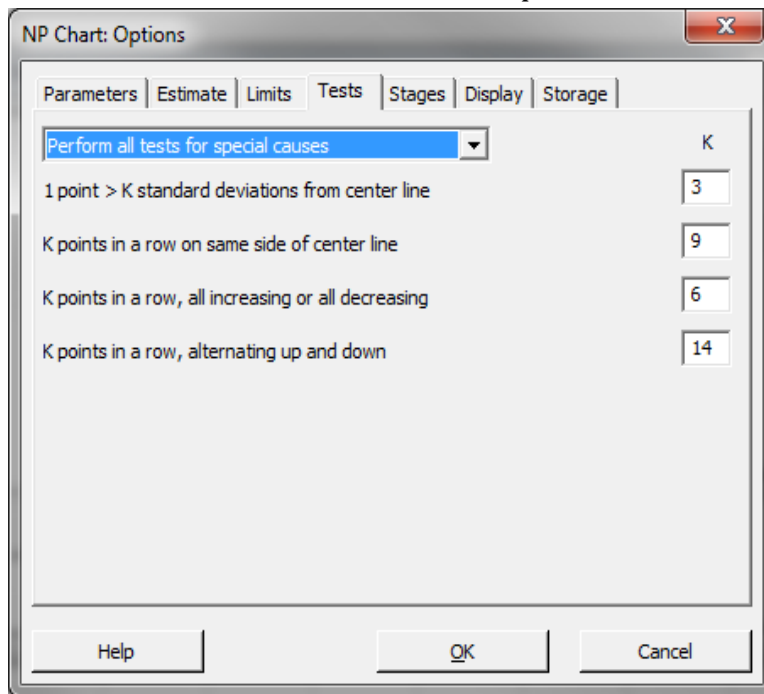 NP Chart: Options
Parameters Estimate Limits Tests Stages Display Storage
Perform all tests for special causes K
1 point > K standard deviations from center line 3
K points in a row on same side of center line 9
K points in a row, all increasing or all decreasing 6
K points in a row, alternating up and down 14
Help OK Cancel